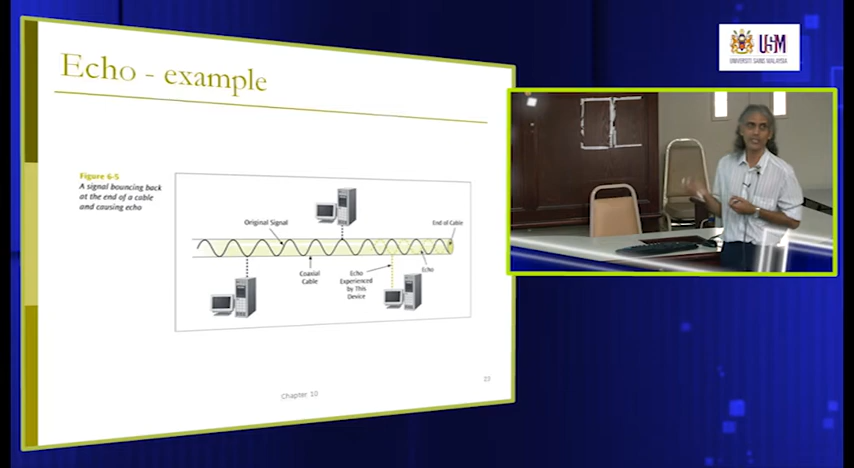 Echo - example
USM
UNIVERSITI SAINS MALAYSIA
Figure 6-5
A signal bouncing back
at the end of a cable
and causing echo
Original Signal
End of Cable
Coaxial
Cable
Echo
Experienced
by This
Device
Echo
Chapter 10
23